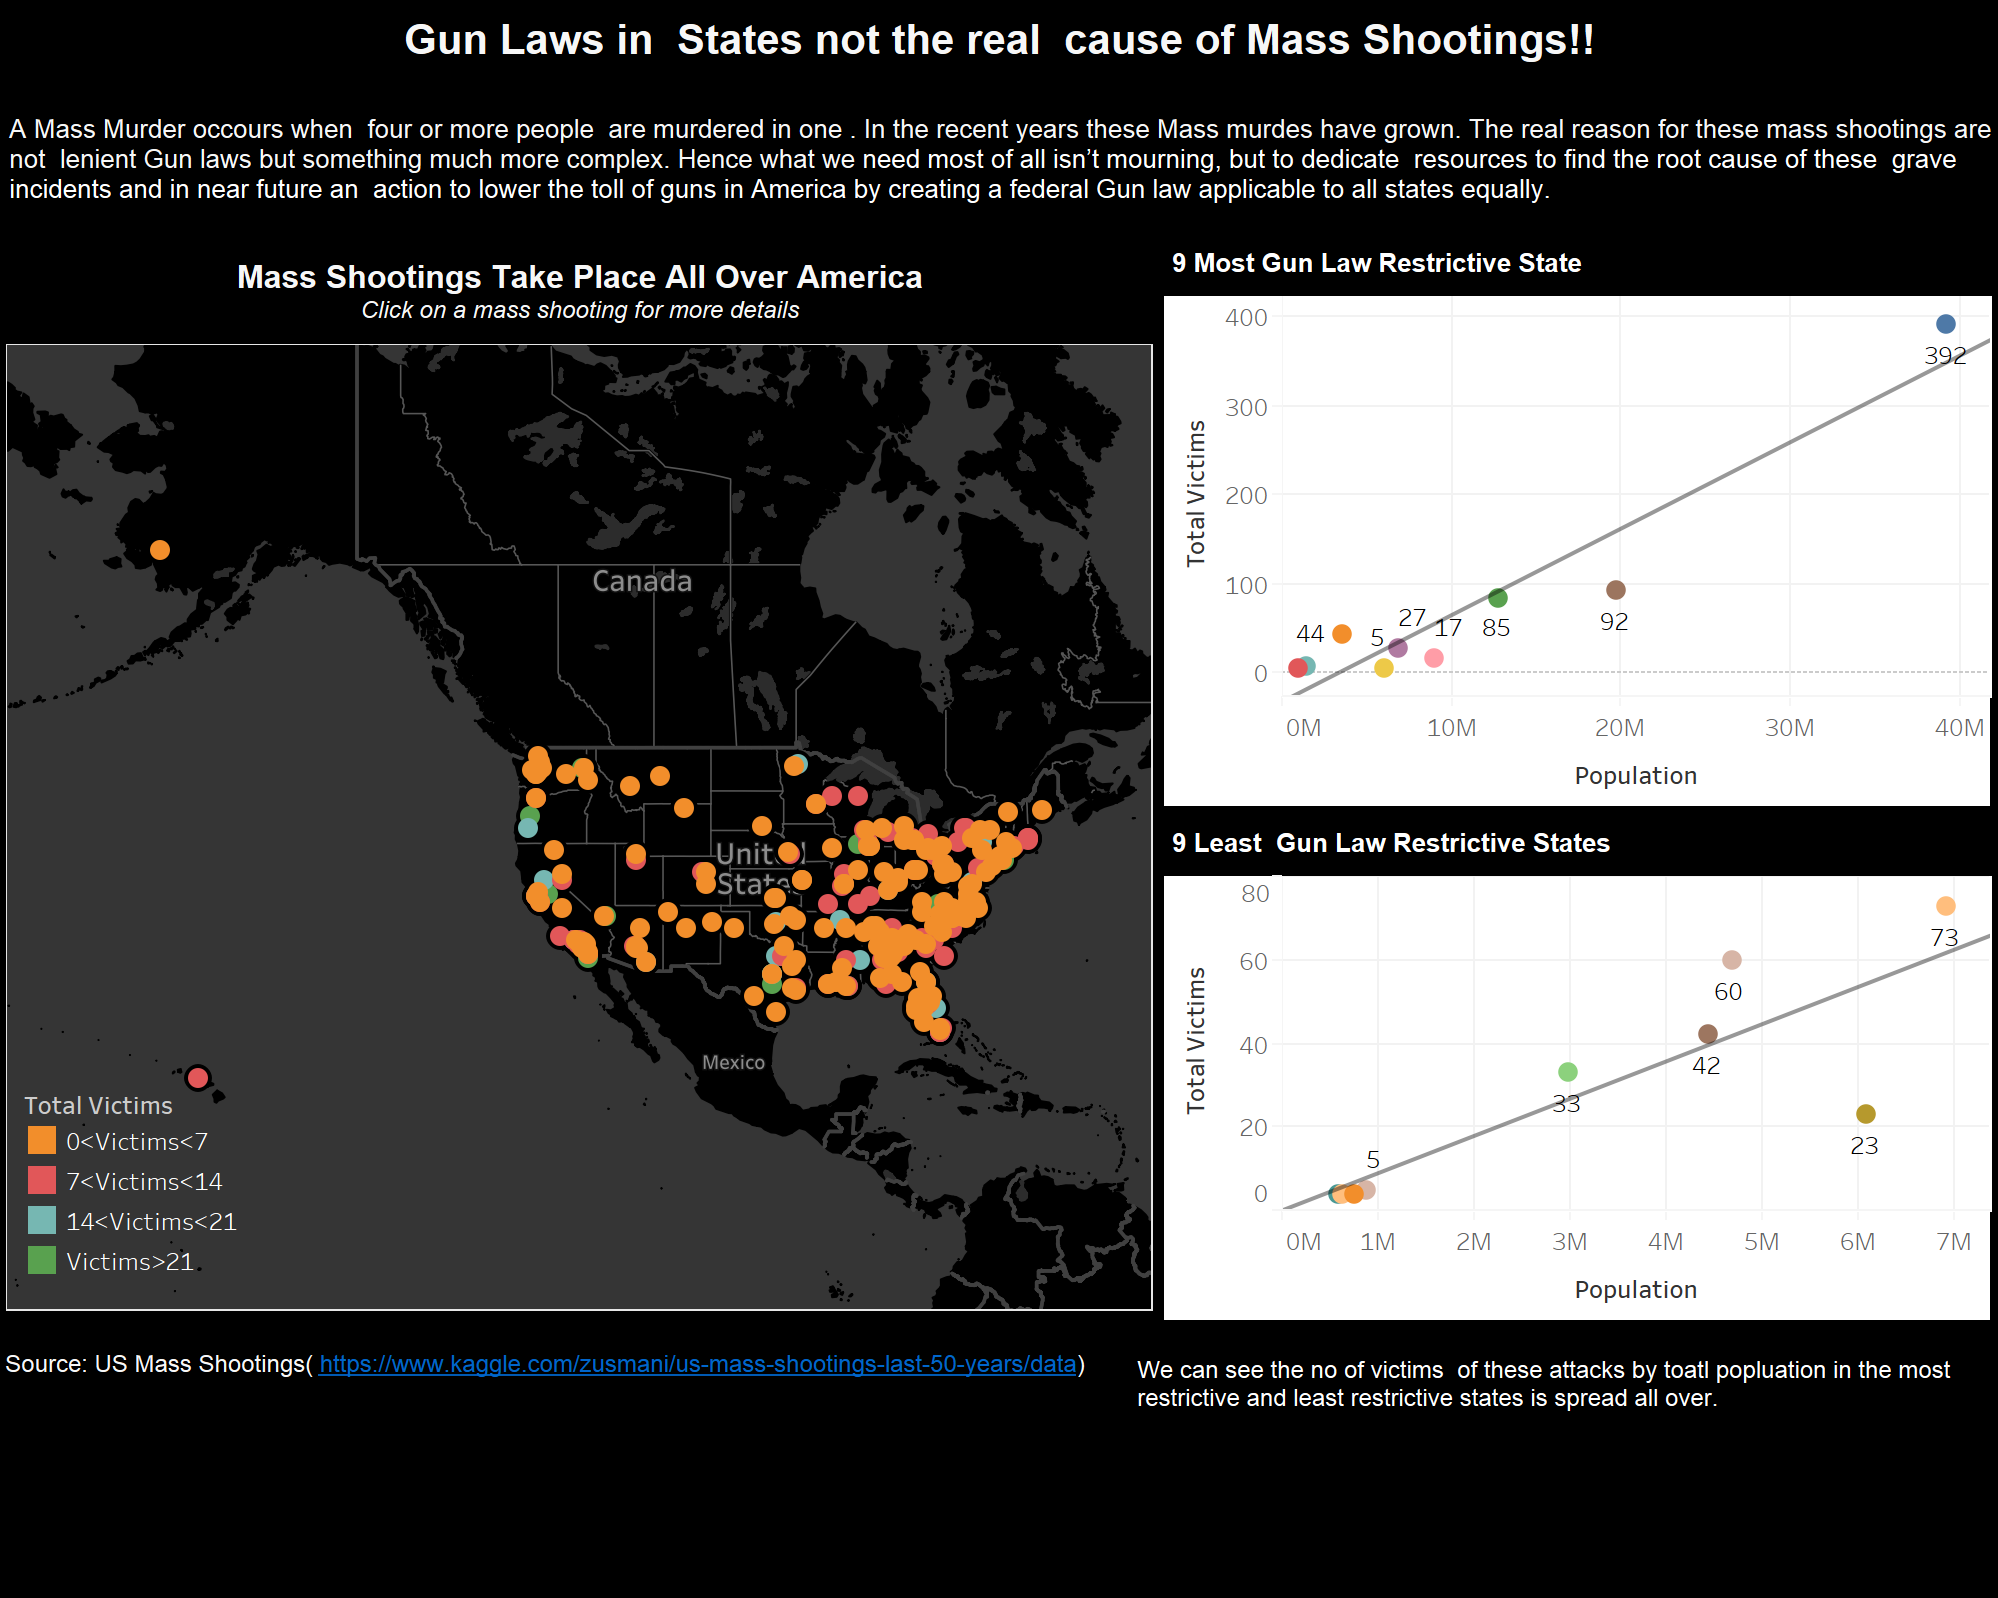 Gun Laws in  States not the real  cause of Mass Shootings!!
A Mass Murder occours when  four or more people  are murdered in one . In the recent years these Mass murdes have grown. The real reason for these mass shootings are
not  lenient Gun laws but something much more complex. Hence what we need most of all isn’t mourning, but to dedicate  resources to find the root cause of these  grave
incidents and in near future an  action to lower the toll of guns in America by creating a federal Gun law applicable to all states equally.
Mass Shootings Take Place All Over America
Click on a mass shooting for more details
Canada
United
States
Mexico
Total Victims
0<Victims<7
7<Victims<14
14<Victims<21
Victims>21
9 Most Gun Law Restrictive State
Total Victims
400
300
200
100
0
392
44
5
27
17
85
92
0M
10M
20M
30M
40M
Population
9 Least  Gun Law Restrictive States
Total Victims
80
60
40
20
0
73
60
42
33
23
5
0M
1M
2M
3M
4M
5M
6M
7M
Population
Source: US Mass Shootings( https://www.kaggle.com/zusmani/us-mass-shootings-last-50-years/data)
We can see the no of victims  of these attacks by toatl popluation in the most
restrictive and least restrictive states is spread all over.